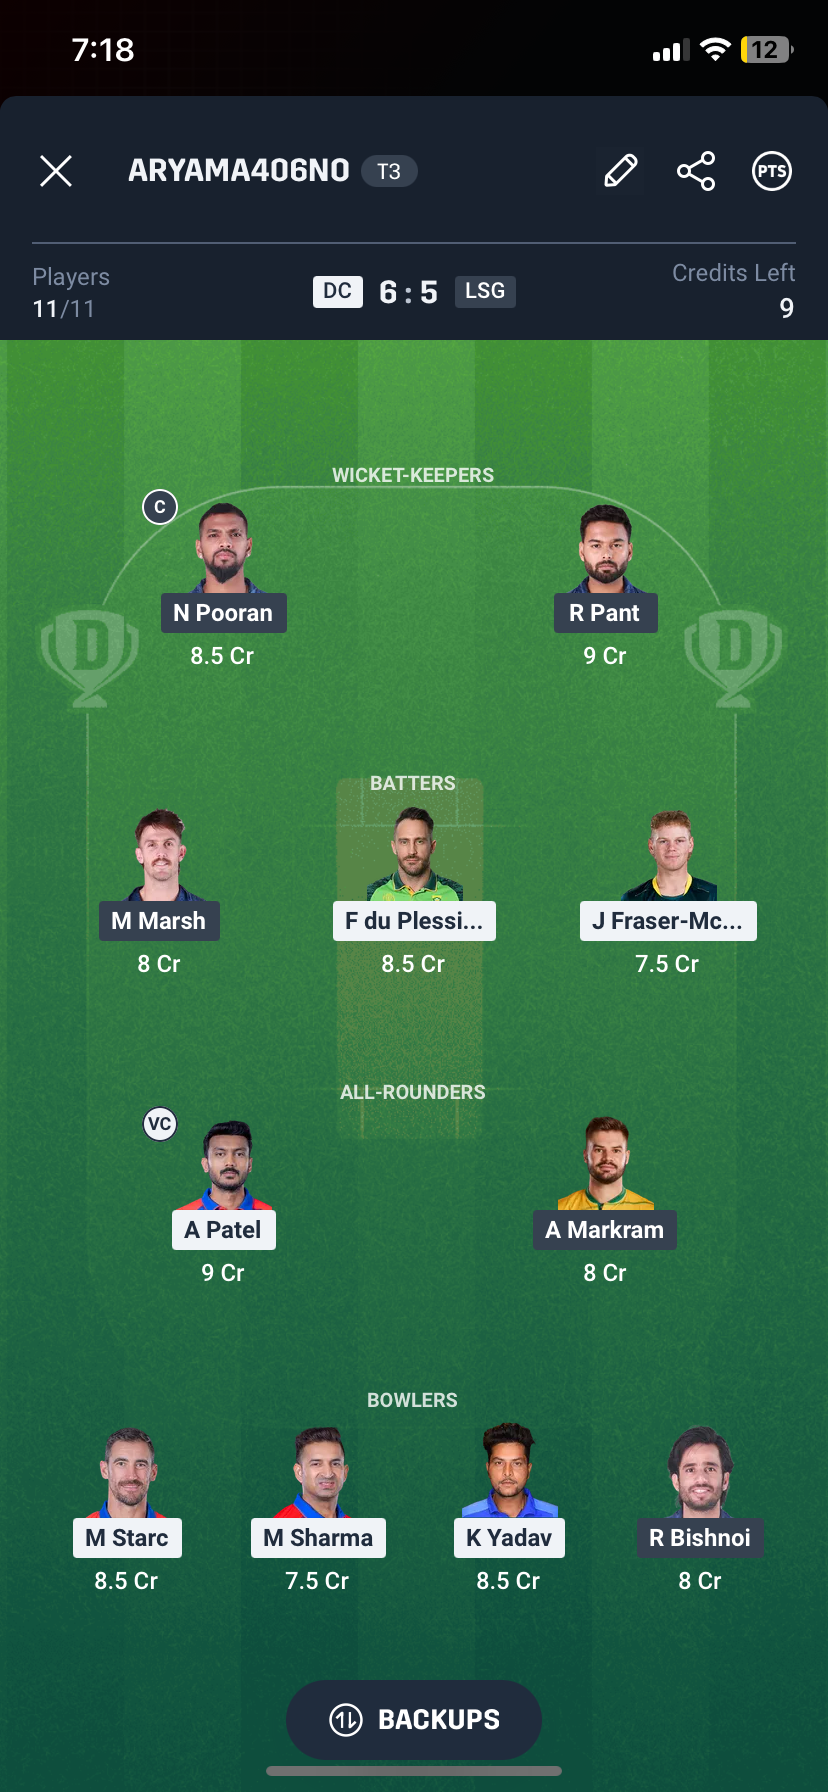 7:18
12
ARYAMA406NO T3
PTS
Players
11/11
DC 6 : 5 LSG
Credits Left
9
WICKET-KEEPERS
C
N Pooran
8.5 Cr
R Pant
9 Cr
D
D
BATTERS
M Marsh
8 Cr
F du Plessi...
8.5 Cr
J Fraser-Mc...
7.5 Cr
ALL-ROUNDERS
VC
A Patel
9 Cr
A Markram
8 Cr
BOWLERS
M Starc
8.5 Cr
M Sharma
7.5 Cr
K Yadav
8.5 Cr
R Bishnoi
8 Cr
BACKUPS